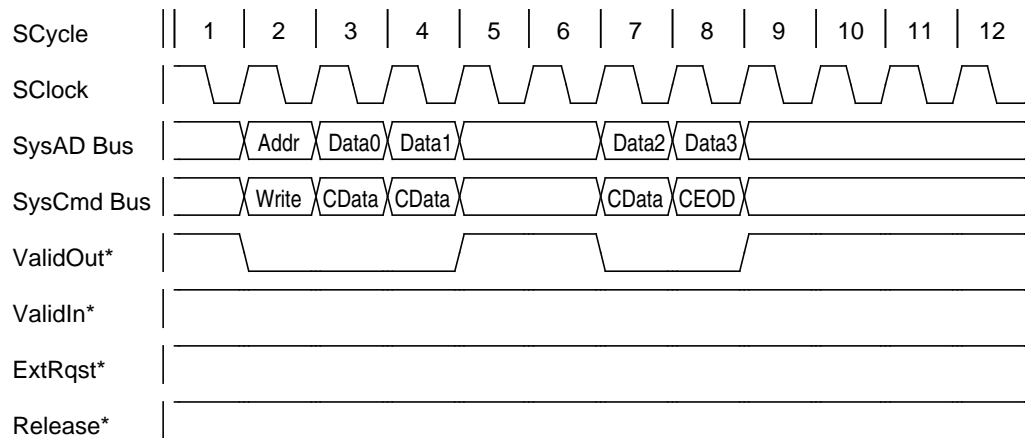 SCycle 1 2 3 4 5 6 7 8 9 10 11 12
SClock
SysAD Bus Addr Data0 Data1 Data2 Data3
SysCmd Bus Write CData CData CData CEOD
ValidOut*
ValidIn*
ExtRqst*
Release*